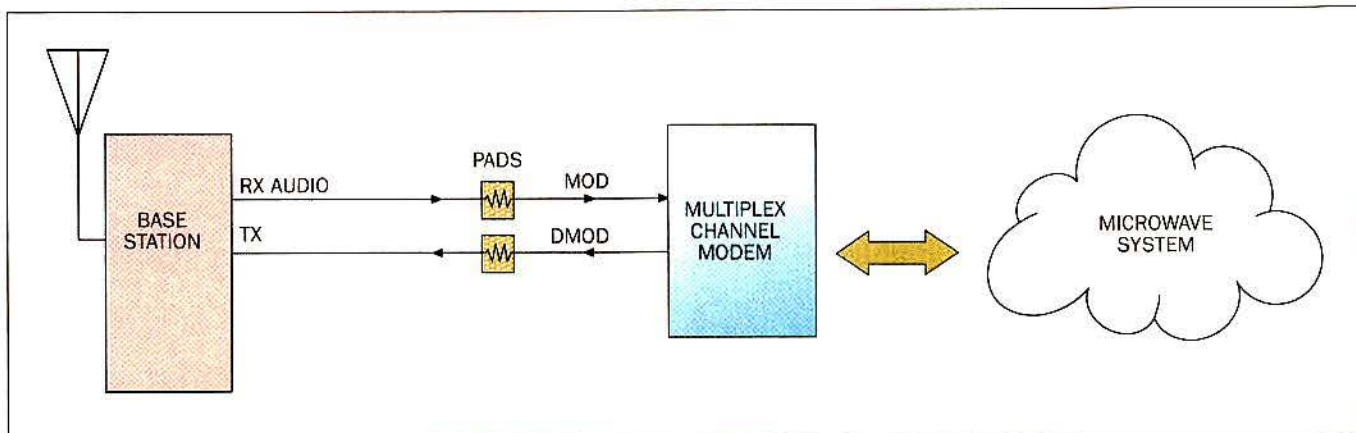 BASE
STATION
RX AUDIO
TX
PADS
MOD
DMOD
MULTIPLEX
CHANNEL
MODEM
MICROWAVE
SYSTEM